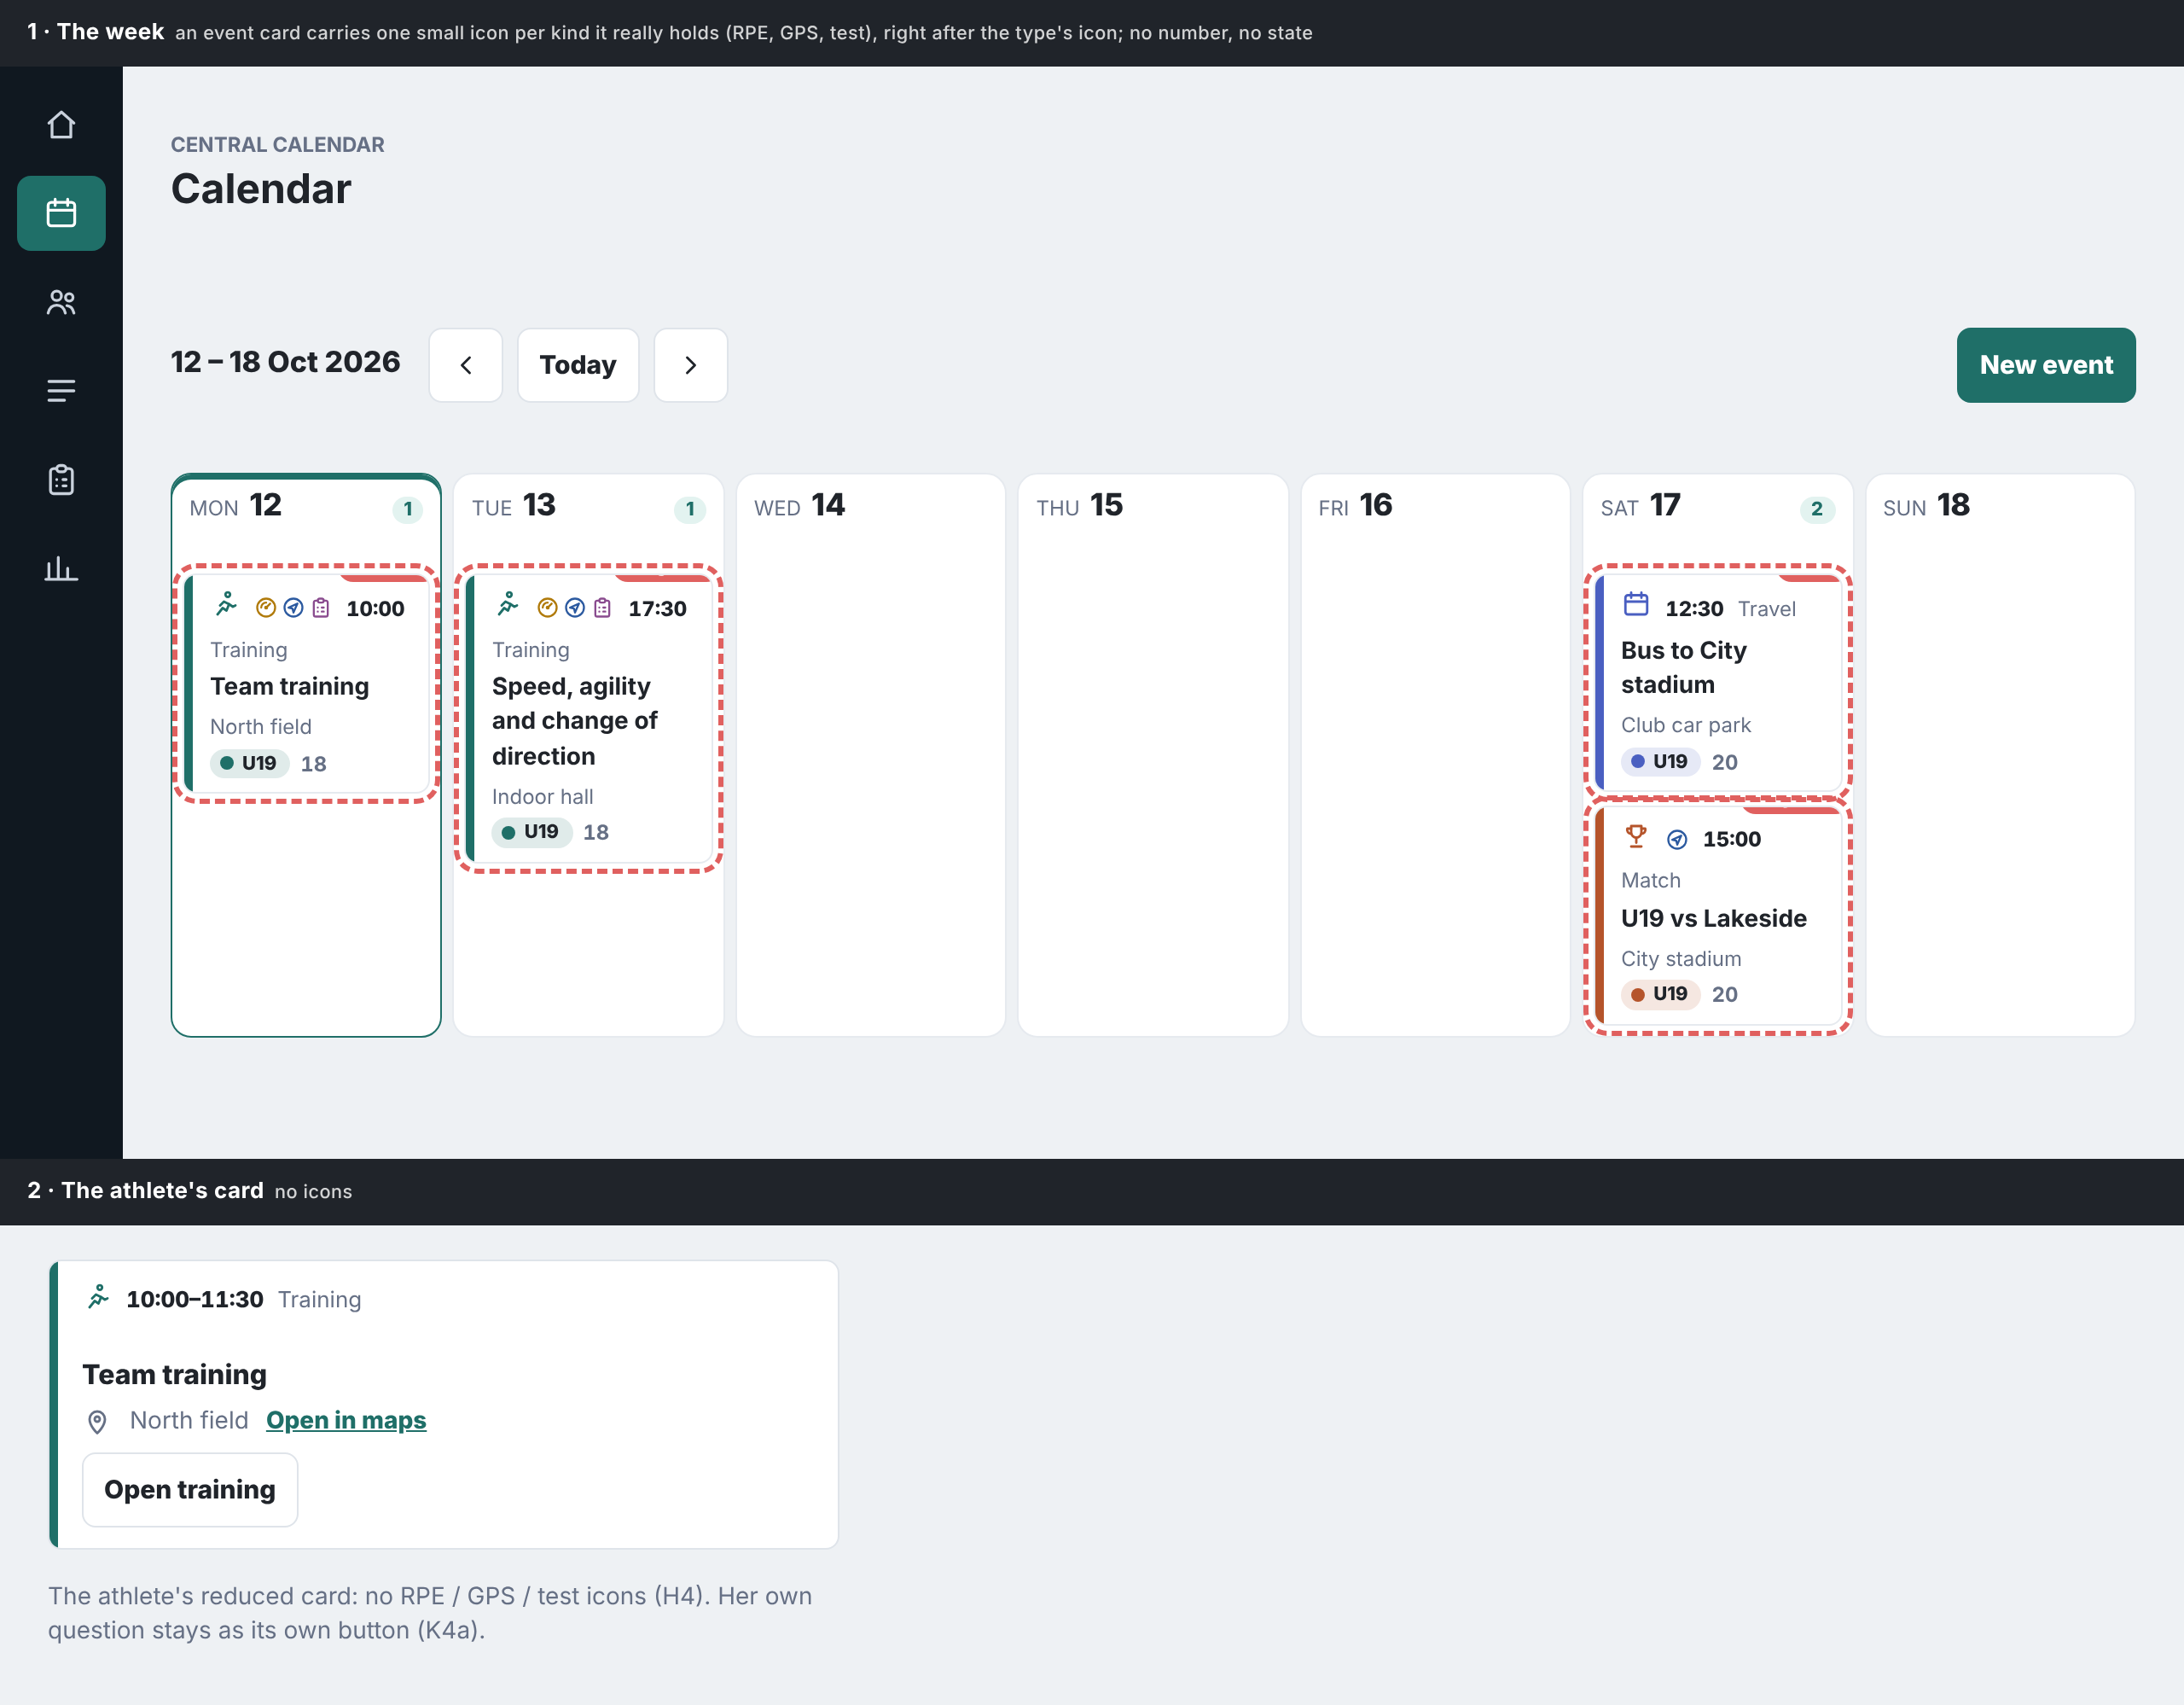 1 · The week an event card carries one small icon per kind it really holds (RPE, GPS, test), right after the type's icon; no number, no state
CENTRAL CALENDAR
Calendar
12 – 18 Oct 2026
Today
New event
MON 12 1
10:00
Training
Team training
North field
U19 18
TUE 13 1
17:30
Training
Speed, agility
and change of
direction
Indoor hall
U19 18
WED 14
THU 15
FRI 16
SAT 17 2
12:30 Travel
Bus to City
stadium
Club car park
U19 20
15:00
Match
U19 vs Lakeside
City stadium
U19 20
SUN 18
2 · The athlete's card no icons
10:00–11:30 Training
Team training
North field Open in maps
Open training
The athlete's reduced card: no RPE / GPS / test icons (H4). Her own
question stays as its own button (K4a).